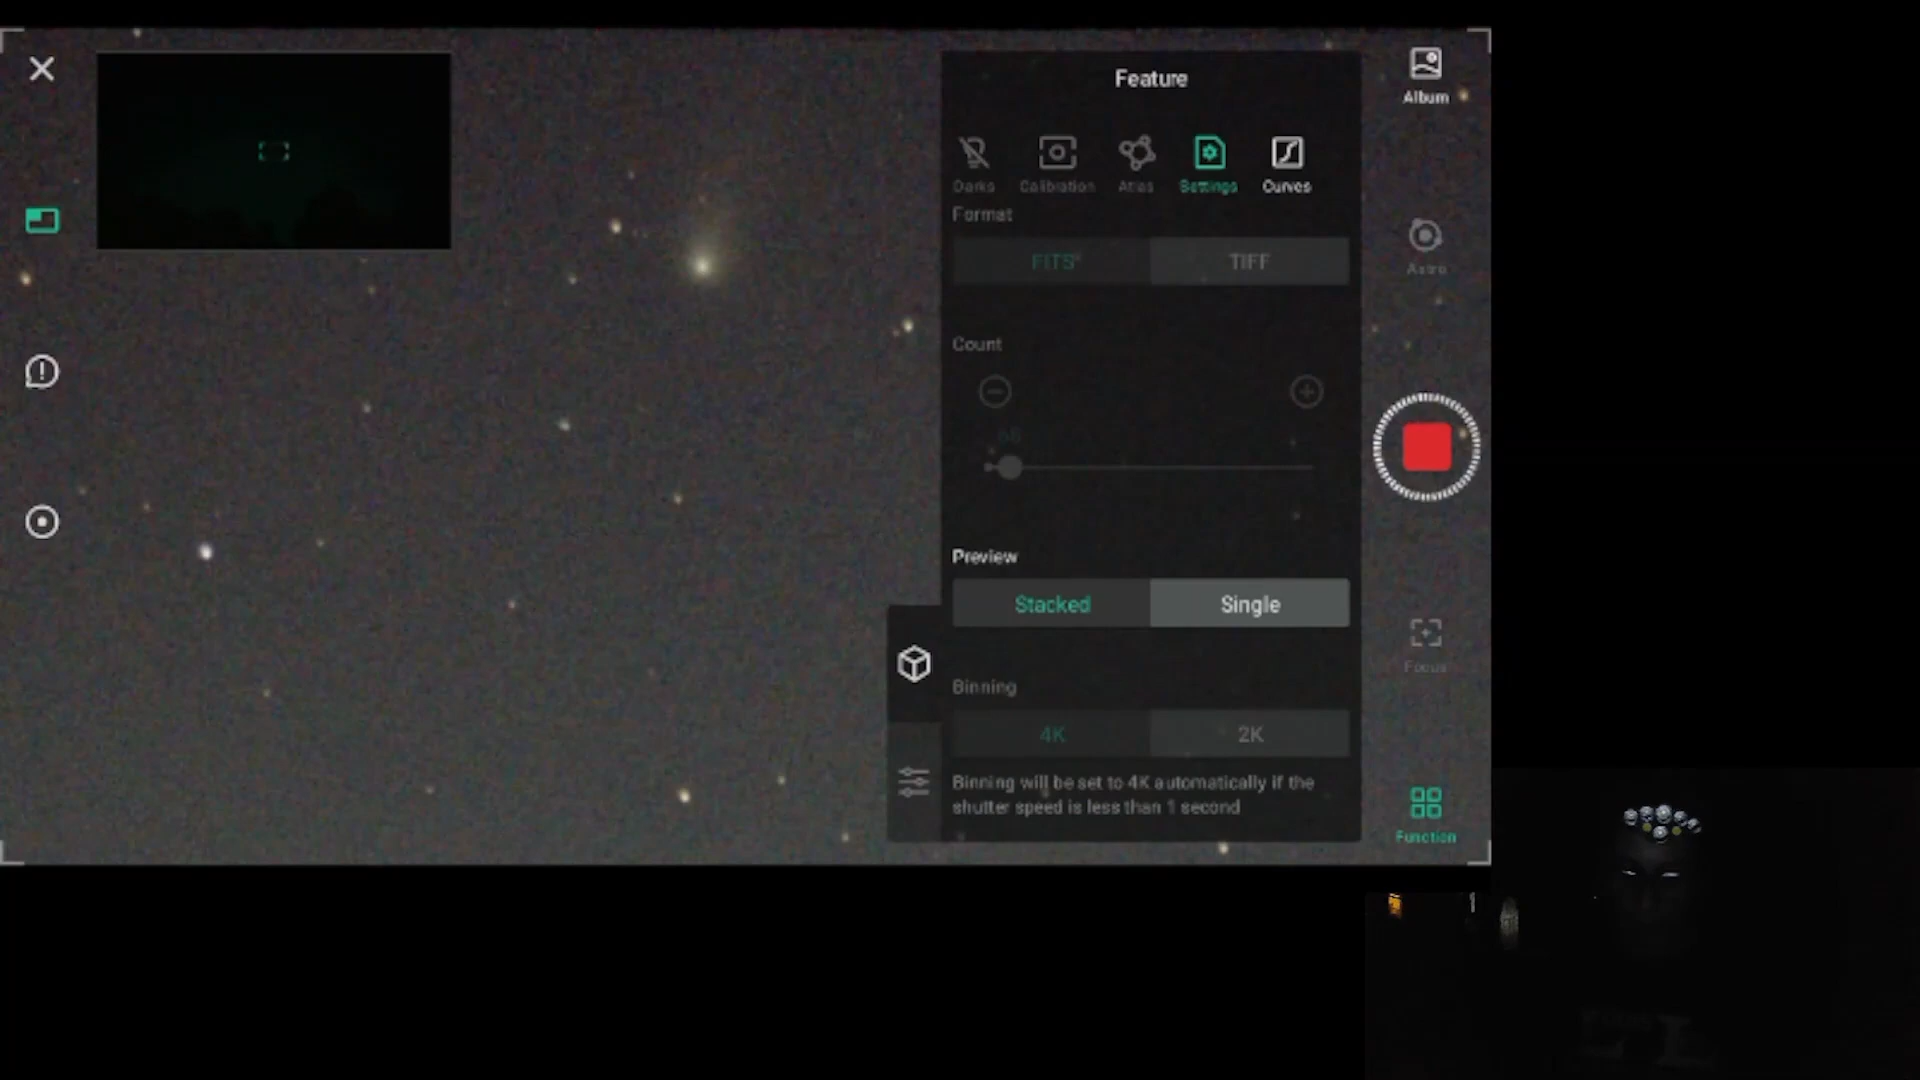 Feature
Album
Darks Calibration Atlas Settings Curves
Format
FITS TIFF
Astro
Count
Preview
Stacked Single
Focus
Binning
4K 2K
Binning will be set to 4K automatically if the
shutter speed is less than 1 second
Function